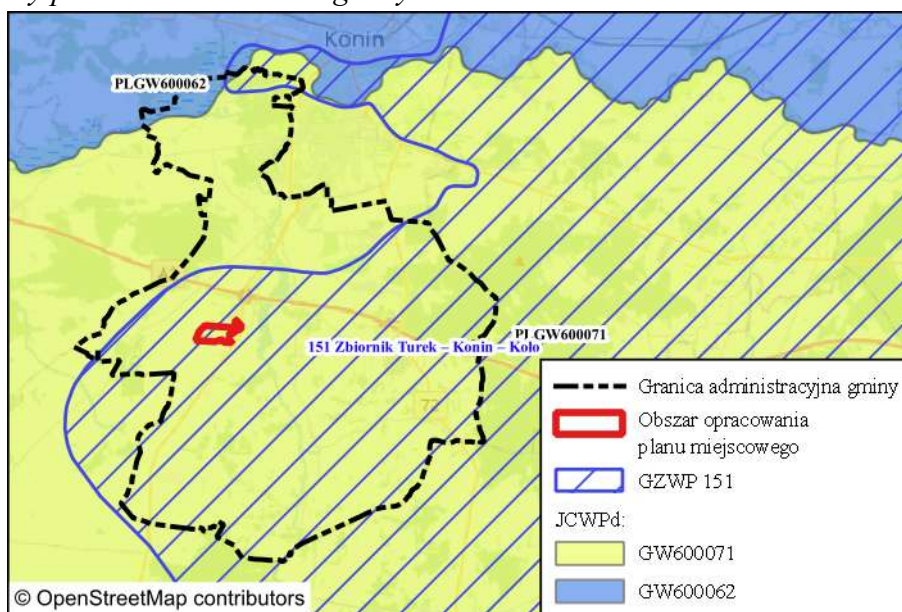 Konin
PLGW600062
PLGW600071
151 Zbiornik Turek – Konin – Koło
72
Granica administracyjna gminy
Obszar opracowania
planu miejscowego
GZWP 151
JCWPd:
GW600071
GW600062
© OpenStreetMap contributors